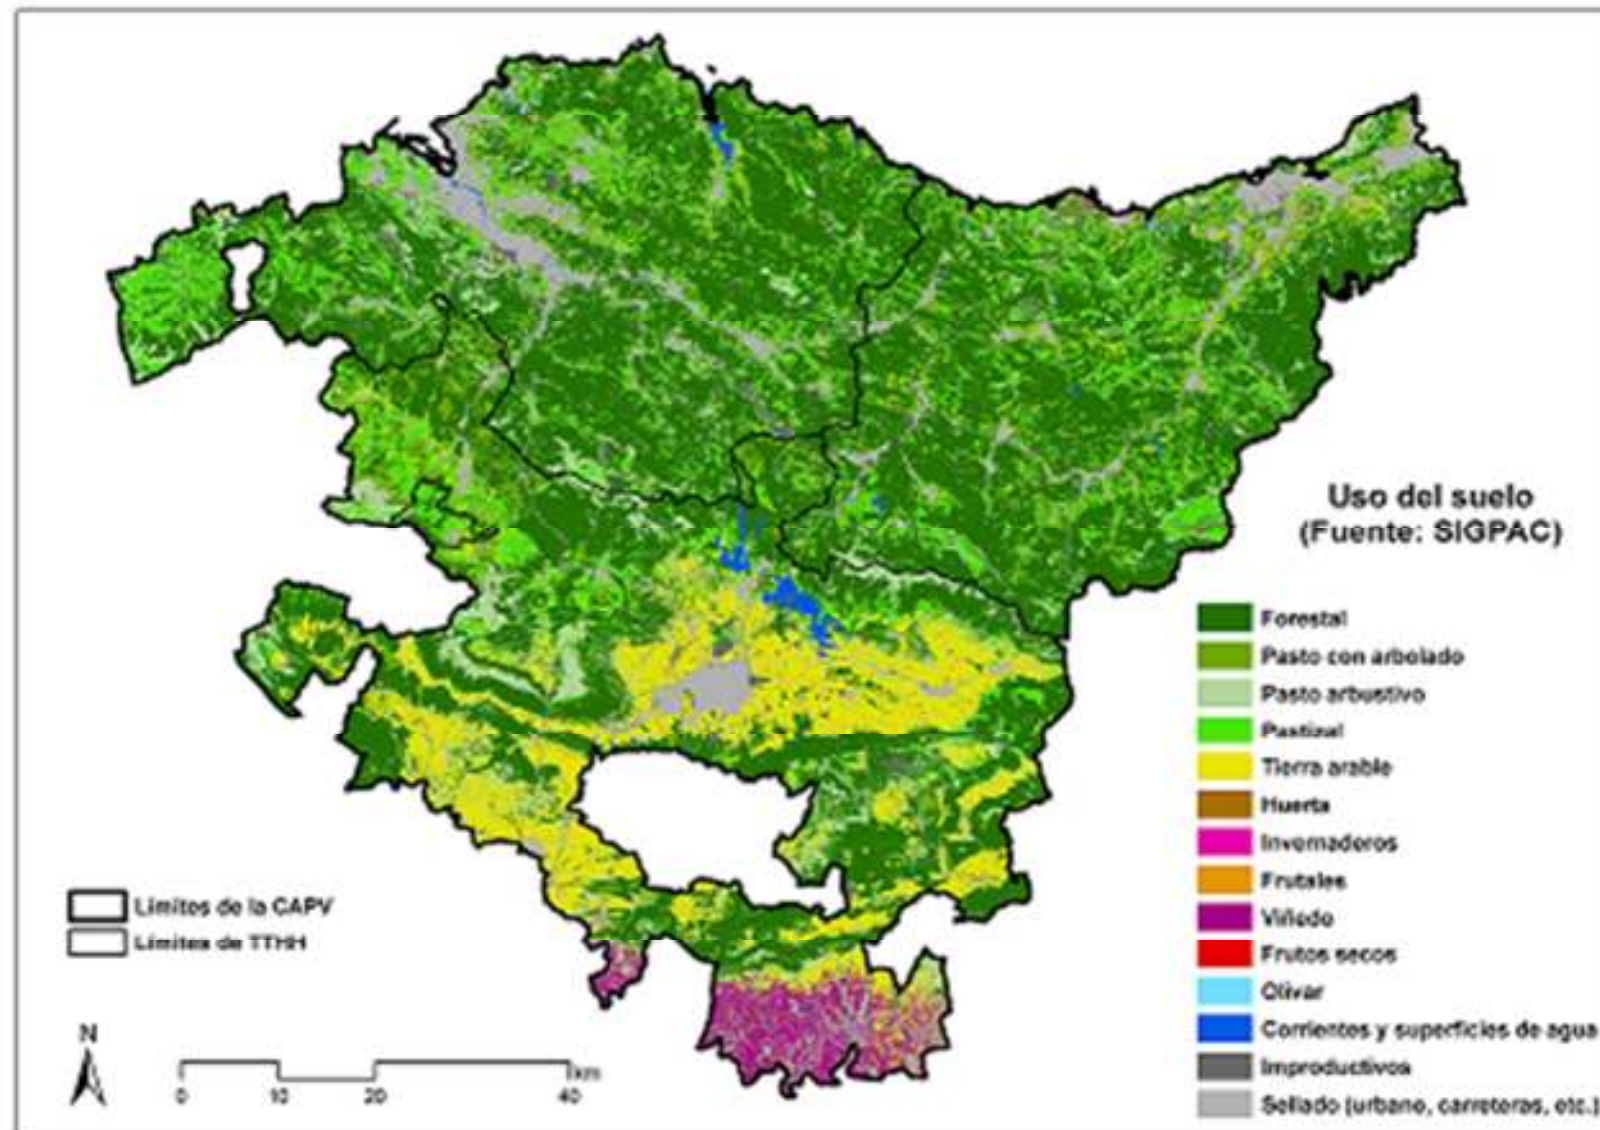 Uso del suelo
(Fuente: SIGPAC)
Forestal
Pasto con arbolado
Pasto arbustivo
Pastizal
Tierra arable
Huerta
Invernaderos
Frutales
Viñedo
Frutos secos
Olivar
Corrientes y superficies de agua
Improductivos
Sellado (urbano, carreteras, etc.)
Límites de la CAPV
Límites de TTHH
N
km
0 10 20 40